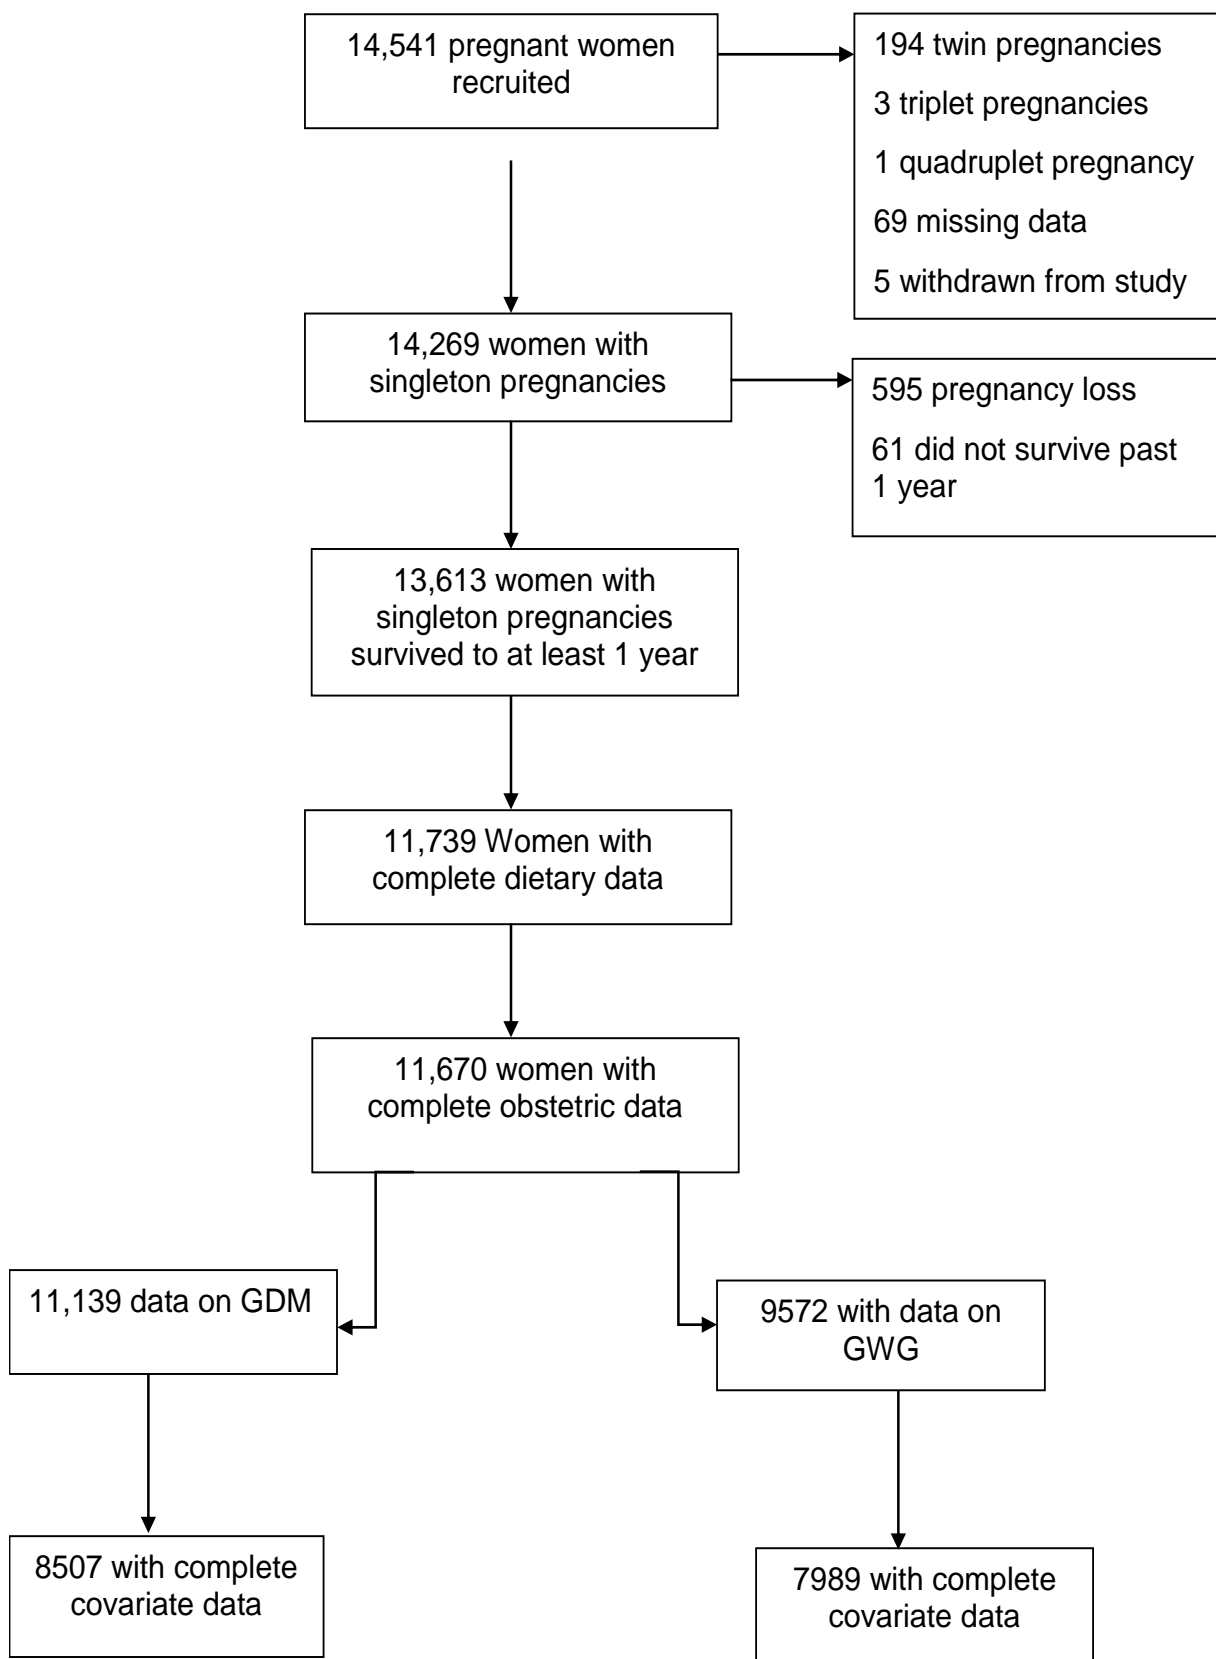 14,541 pregnant women
recruited
194 twin pregnancies
3 triplet pregnancies
1 quadruplet pregnancy
69 missing data
5 withdrawn from study
14,269 women with
singleton pregnancies
595 pregnancy loss
61 did not survive past
1 year
13,613 women with
singleton pregnancies
survived to at least 1 year
11,739 Women with
complete dietary data
11,670 women with
complete obstetric data
11,139 data on GDM
9572 with data on
GWG
8507 with complete
covariate data
7989 with complete
covariate data